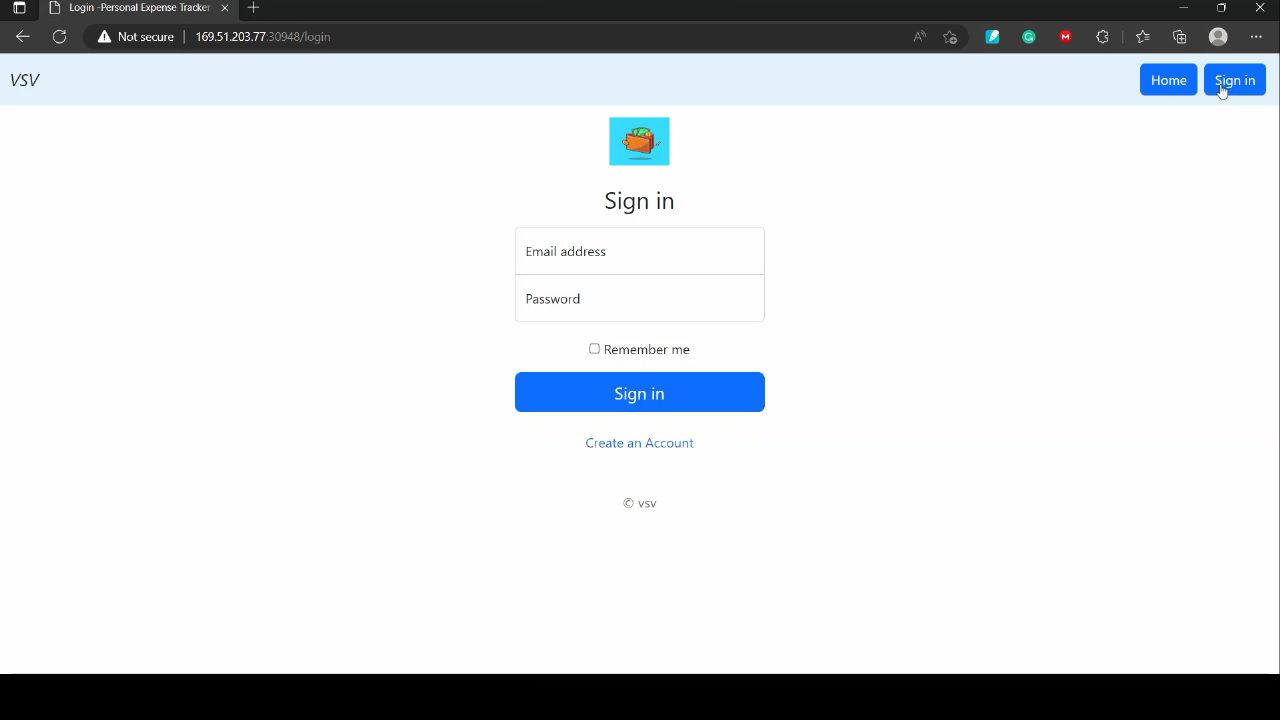 Login -Personal Expense Tracker
Not secure 169.51.203.77:30948/login
VSV
Home
Sign in
Sign in
Email address
Password
Remember me
Sign in
Create an Account
© vsv